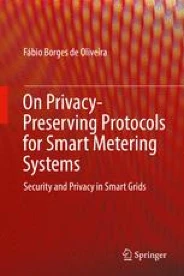 Fábio Borges de Oliveira
On Privacy-
Preserving Protocols
for Smart Metering
Systems
Security and Privacy in Smart Grids
Springer